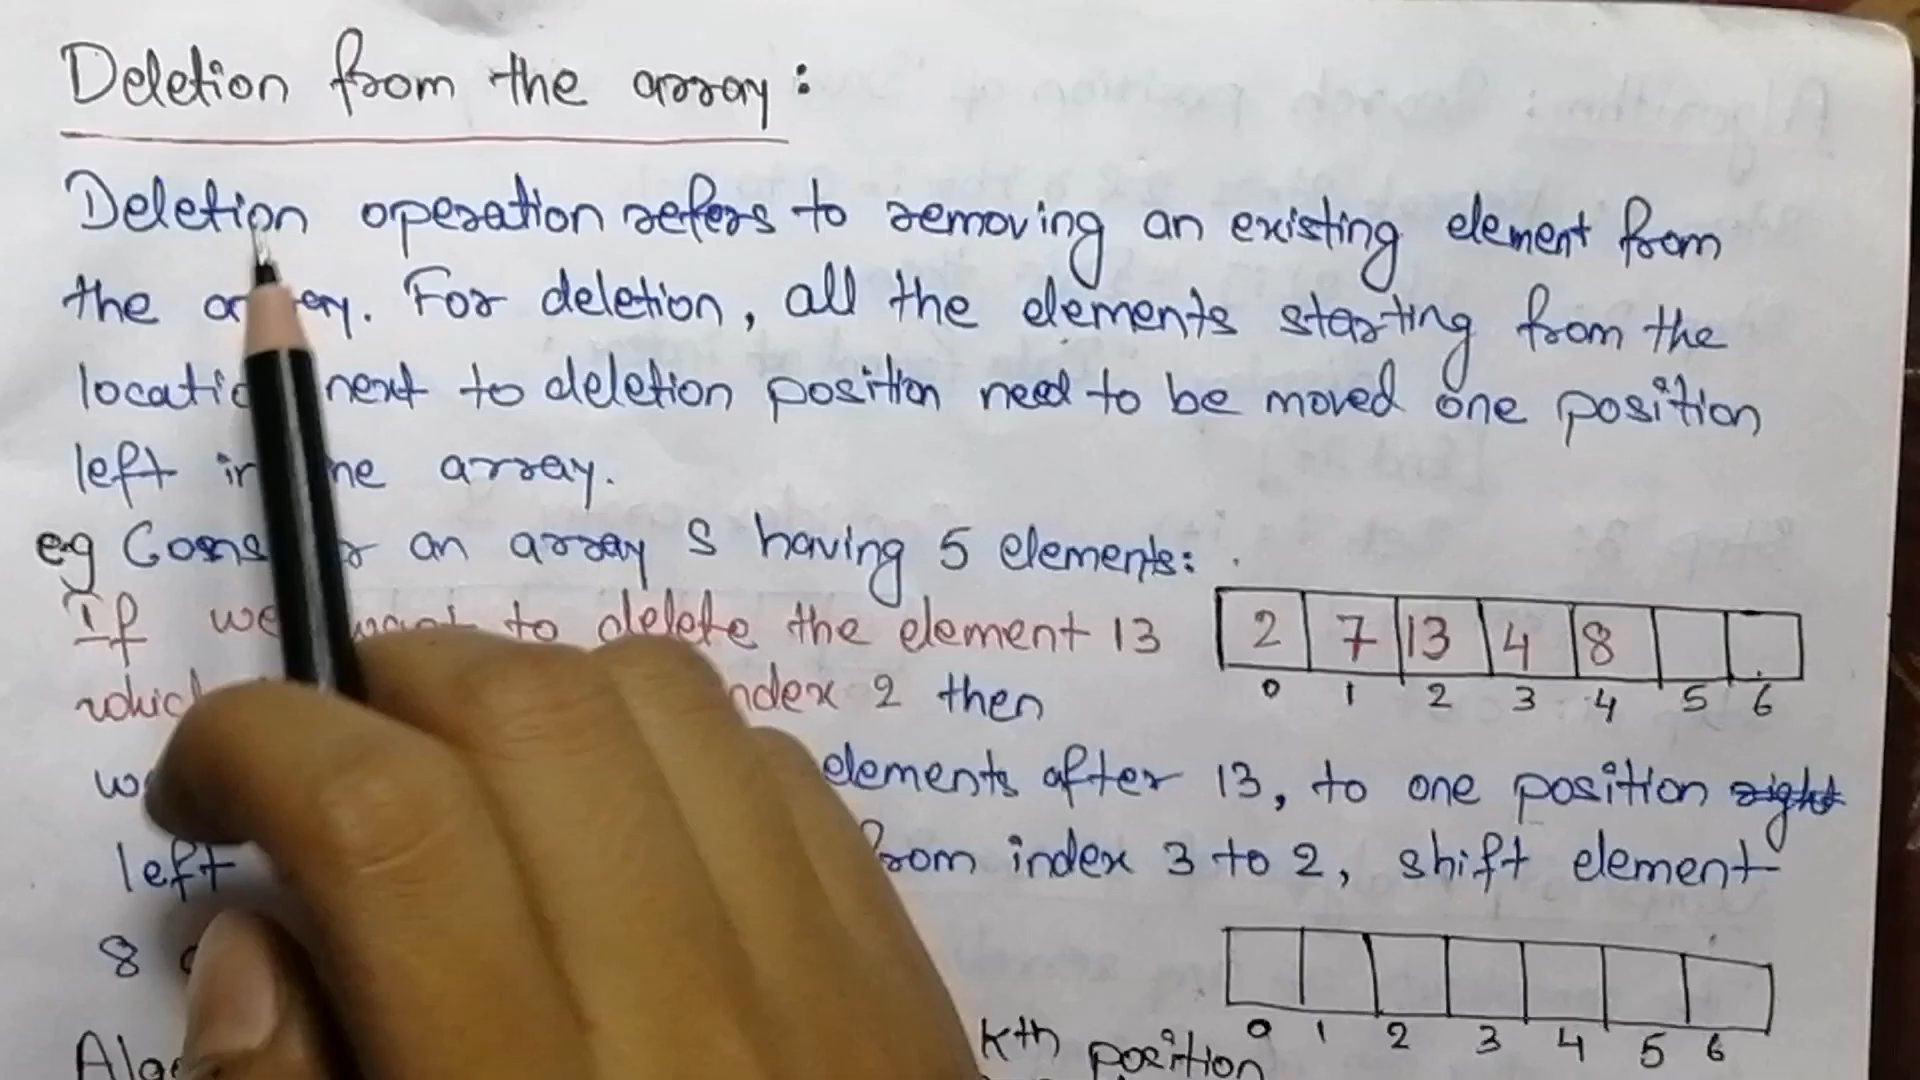 Deletion from the array:
Deletion operation refers to removing an existing element from
the array. For deletion, all the elements starting from the
location next to deletion position need to be moved one position
left in the array.
eg Consider an array S having 5 elements:
If we want to delete the element 13
2 7 13 4 8
0 1 2 3 4 5 6
index 2 then
elements after 13, to one position right
left from index 3 to 2, shift element
8
0 1 2 3 4 5 6
Kth position